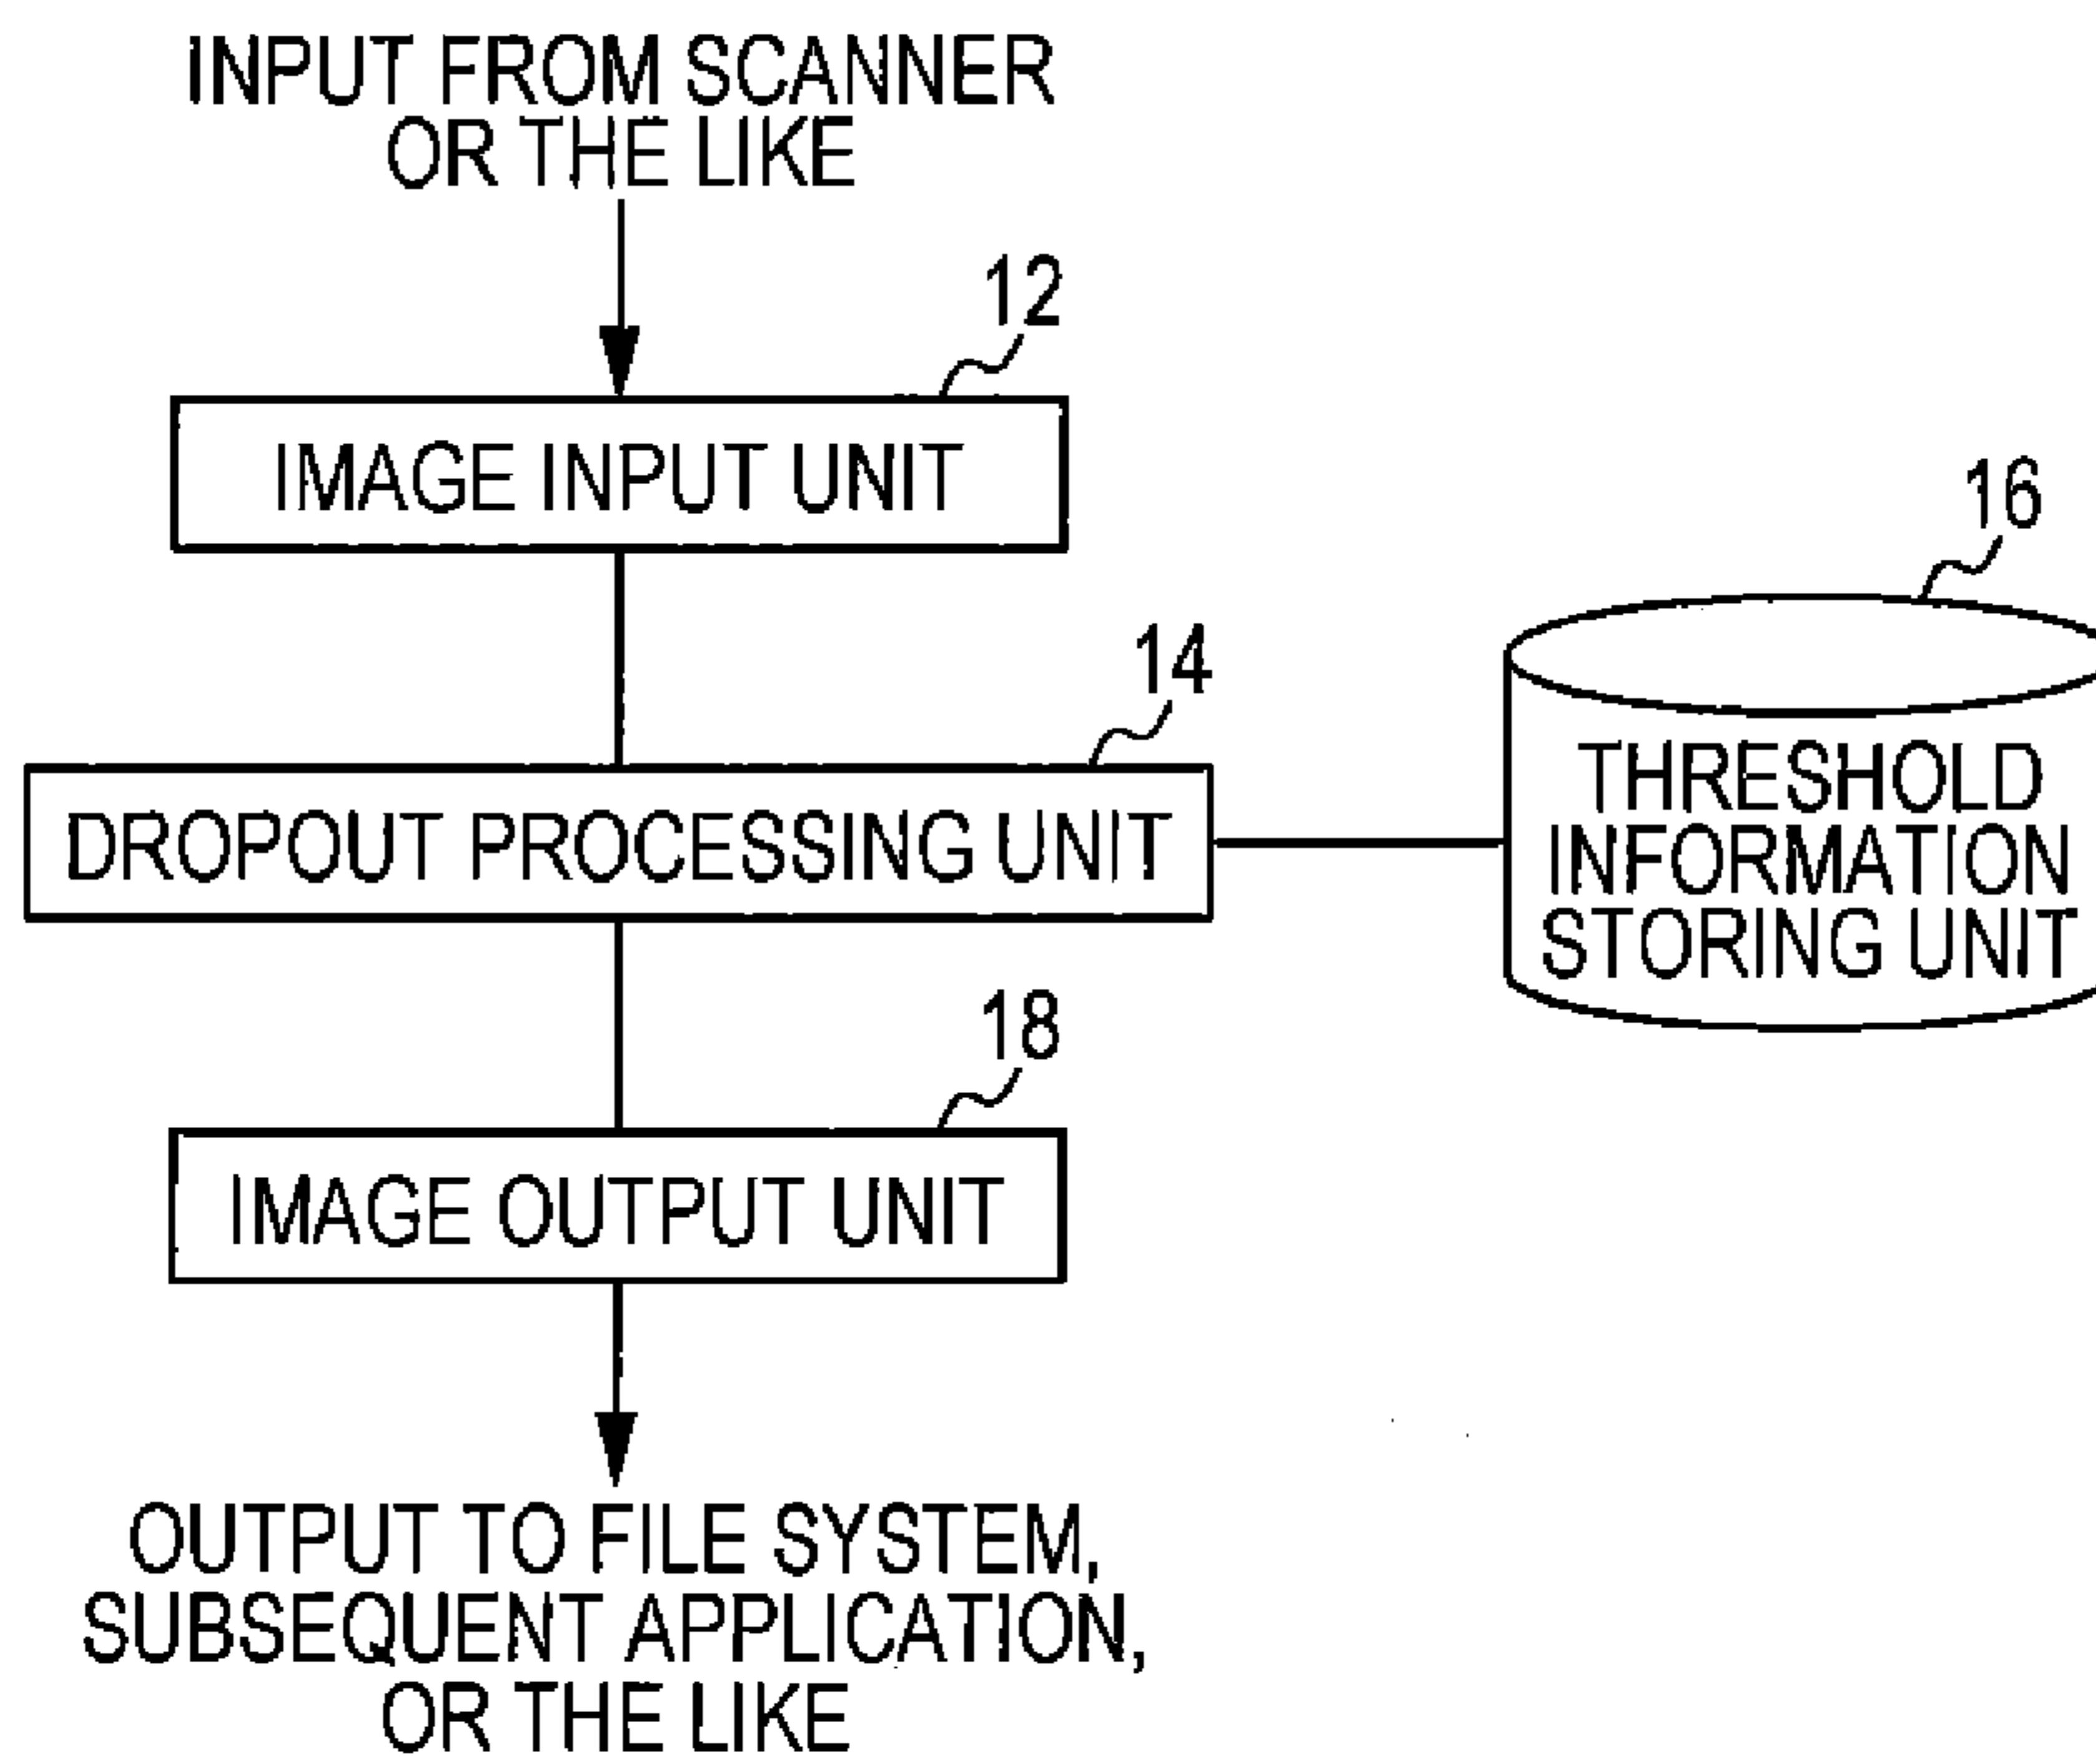 INPUT FROM SCANNER
OR THE LIKE
12
IMAGE INPUT UNIT
14
DROPOUT PROCESSING UNIT
16
THRESHOLD
INFORMATION
STORING UNIT
18
IMAGE OUTPUT UNIT
OUTPUT TO FILE SYSTEM,
SUBSEQUENT APPLICATION,
OR THE LIKE